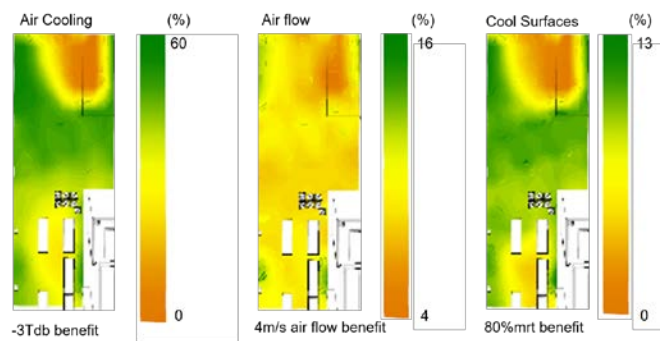 Air Cooling
(%)
60
0
-3Tdb benefit
Air flow
(%)
16
4
4m/s air flow benefit
Cool Surfaces
(%)
13
0
80%mrt benefit